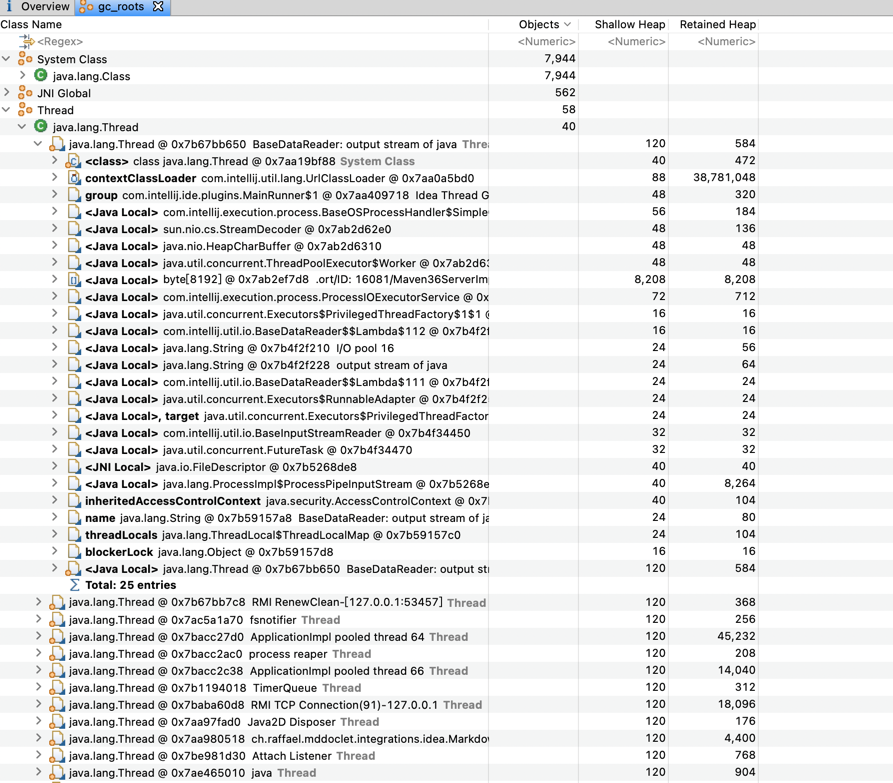 i Overview gc_roots
Class Name Objects Shallow Heap Retained Heap
<Regex> <Numeric> <Numeric> <Numeric>
System Class 7,944
java.lang.Class 7,944
JNI Global 562
Thread 58
java.lang.Thread 40
java.lang.Thread @ 0x7b67bb650 BaseDataReader: output stream of java Threa 120 584
<class> class java.lang.Thread @ 0x7aa19bf88 System Class 40 472
contextClassLoader com.intellij.util.lang.UrlClassLoader @ 0x7aa0a5bd0 88 38,781,048
group com.intellij.ide.plugins.MainRunner$1 @ 0x7aa409718 Idea Thread G 48 320
<Java Local> com.intellij.execution.process.BaseOSProcessHandler$Simple 56 184
<Java Local> sun.nio.cs.StreamDecoder @ 0x7ab2d62e0 48 136
<Java Local> java.nio.HeapCharBuffer @ 0x7ab2d6310 48 48
<Java Local> java.util.concurrent.ThreadPoolExecutor$Worker @ 0x7ab2d63 48 48
<Java Local> byte[8192] @ 0x7ab2ef7d8 .ort/ID: 16081/Maven36ServerIm 8,208 8,208
<Java Local> com.intellij.execution.process.ProcessIOExecutorService @ 0x 72 712
<Java Local> java.util.concurrent.Executors$PrivilegedThreadFactory$1$1 @ 16 16
<Java Local> com.intellij.util.io.BaseDataReader$$Lambda$112 @ 0x7b4f2f 16 16
<Java Local> java.lang.String @ 0x7b4f2f210 I/O pool 16 24 56
<Java Local> java.lang.String @ 0x7b4f2f228 output stream of java 24 64
<Java Local> com.intellij.util.io.BaseDataReader$$Lambda$111 @ 0x7b4f2f 24 24
<Java Local> java.util.concurrent.Executors$RunnableAdapter @ 0x7b4f2f2 24 24
<Java Local>, target java.util.concurrent.Executors$PrivilegedThreadFactor 24 24
<Java Local> com.intellij.util.io.BaseInputStreamReader @ 0x7b4f34450 32 32
<Java Local> java.util.concurrent.FutureTask @ 0x7b4f34470 32 32
<JNI Local> java.io.FileDescriptor @ 0x7b5268de8 40 40
<Java Local> java.lang.ProcessImpl$ProcessPipeInputStream @ 0x7b5268e 40 8,264
inheritedAccessControlContext java.security.AccessControlContext @ 0x7 40 104
name java.lang.String @ 0x7b59157a8 BaseDataReader: output stream of ja 24 80
threadLocals java.lang.ThreadLocal$ThreadLocalMap @ 0x7b59157c0 24 104
blockerLock java.lang.Object @ 0x7b59157d8 16 16
<Java Local> java.lang.Thread @ 0x7b67bb650 BaseDataReader: output str 120 584
Σ Total: 25 entries
java.lang.Thread @ 0x7b67bb7c8 RMI RenewClean-[127.0.0.1:53457] Thread 120 368
java.lang.Thread @ 0x7ac5a1a70 fsnotifier Thread 120 256
java.lang.Thread @ 0x7bacc27d0 ApplicationImpl pooled thread 64 Thread 120 45,232
java.lang.Thread @ 0x7bacc2ac0 process reaper Thread 120 208
java.lang.Thread @ 0x7bacc2c38 ApplicationImpl pooled thread 66 Thread 120 14,040
java.lang.Thread @ 0x7b1194018 TimerQueue Thread 120 312
java.lang.Thread @ 0x7baba60d8 RMI TCP Connection(91)-127.0.0.1 Thread 120 18,096
java.lang.Thread @ 0x7aa97fad0 Java2D Disposer Thread 120 176
java.lang.Thread @ 0x7aa980518 ch.raffael.mddoclet.integrations.idea.Markdow 120 4,400
java.lang.Thread @ 0x7be981d30 Attach Listener Thread 120 768
java.lang.Thread @ 0x7ae465010 java Thread 120 904